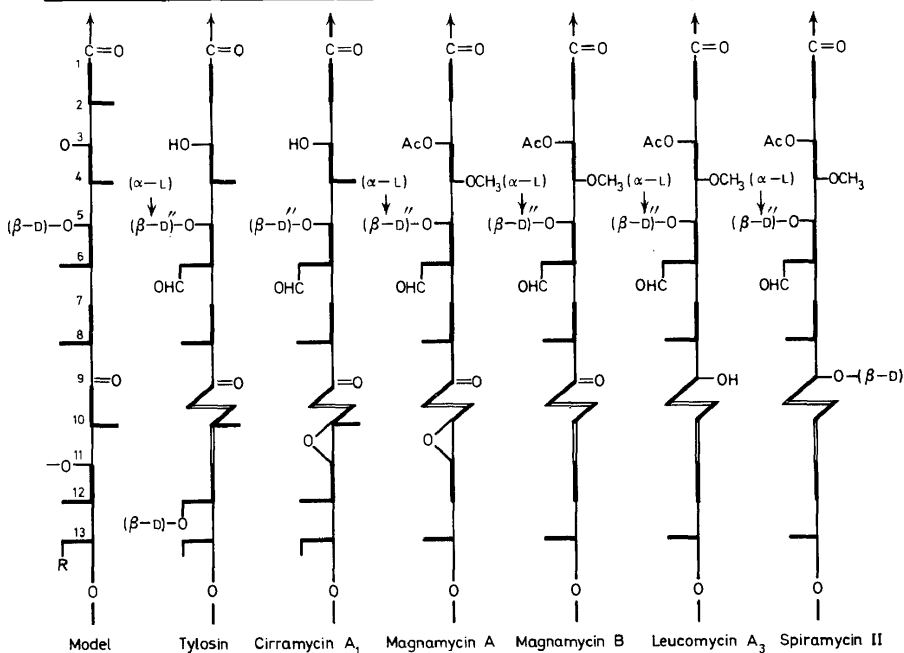 C=O C=O C=O C=O C=O C=O C=O
1
2
O 3 HO HO AcO AcO AcO AcO
4 (α-L) (α-L) OCH3 (α-L) OCH3 (α-L) OCH3 (α-L) OCH3
(β-D)-O 5 (β-D)''-O (β-D)''-O (β-D)''-O (β-D)''-O (β-D)''-O (β-D)''-O
6
OHC OHC OHC OHC OHC OHC
7
8
9 =O =O =O =O =O OH O-(β-D)
10
-O 11 O O
12
(β-D)-O
13
R
O O O O O O O
Model Tylosin Cirramycin A1 Magnamycin A Magnamycin B Leucomycin A3 Spiramycin II